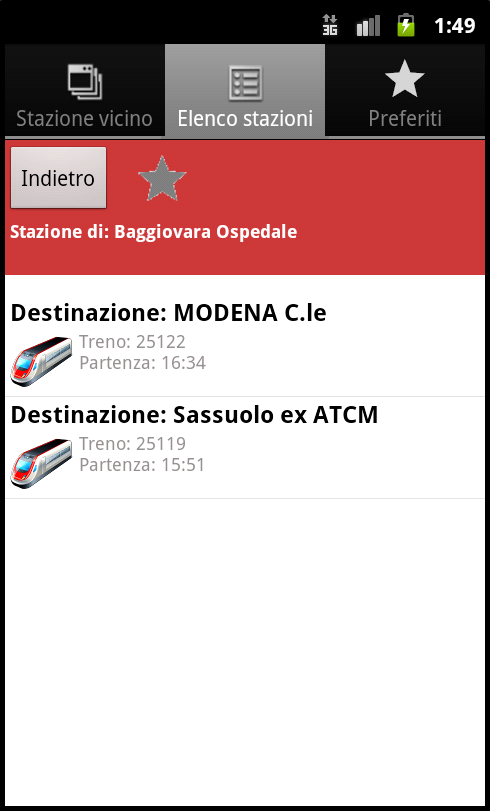 3G 1:49
Stazione vicino Elenco stazioni Preferiti
Indietro
Stazione di: Baggiovara Ospedale
Destinazione: MODENA C.le
Treno: 25122
Partenza: 16:34
Destinazione: Sassuolo ex ATCM
Treno: 25119
Partenza: 15:51